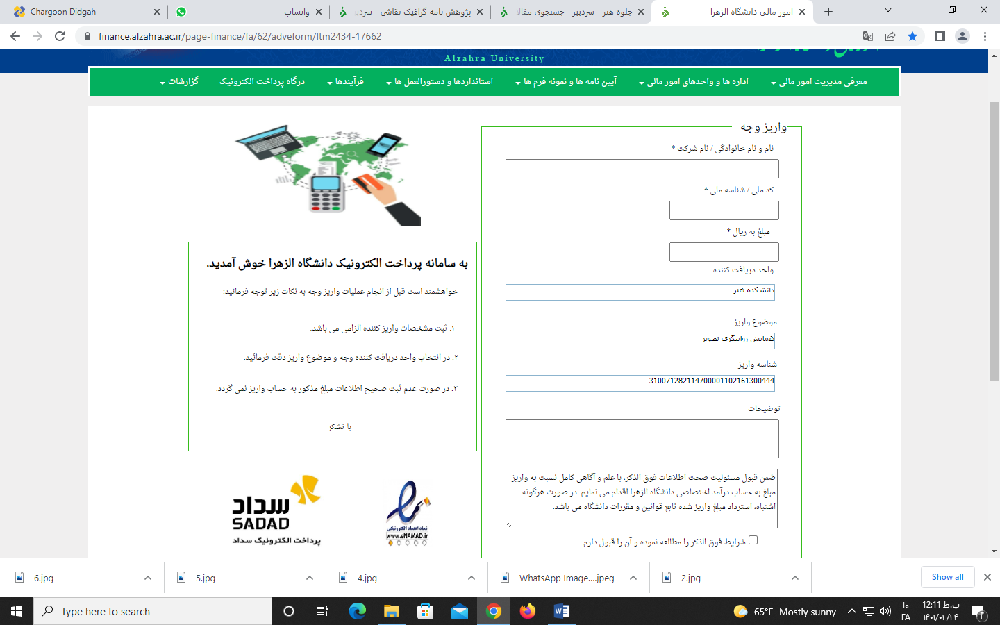 Chargoon Didgah
واتساپ
پژوهش نامه گرافیک نقاشی - سردبیر
جلوه هنر - سردبیر - جستجوی مقالا
امور مالی دانشگاه الزهرا
finance.alzahra.ac.ir/page-finance/fa/62/adveform/ltm2434-17662
Alzahra University
معرفی مدیریت امور مالی
اداره ها و واحدهای امور مالی
آیین نامه ها و نمونه فرم ها
استانداردها و دستورالعمل ها
فرآیندها
درگاه پرداخت الکترونیک
گزارشات
واریز وجه
نام و نام خانوادگی / نام شرکت *
کد ملی / شناسه ملی *
مبلغ به ریال *
واحد دریافت کننده
دانشکده هنر
موضوع واریز
همایش روایتگری تصویر
شناسه واریز
310071282114700001102161300444
توضیحات
ضمن قبول مسئولیت صحت اطلاعات فوق الذکر، با علم و آگاهی کامل نسبت به واریز
مبلغ به حساب درآمد اختصاصی دانشگاه الزهرا اقدام می نمایم. در صورت هرگونه
اشتباه، استرداد مبلغ واریز شده تابع قوانین و مقررات دانشگاه می باشد.
شرایط فوق الذکر را مطالعه نموده و آن را قبول دارم
به سامانه پرداخت الکترونیک دانشگاه الزهرا خوش آمدید.
خواهشمند است قبل از انجام عملیات واریز وجه به نکات زیر توجه فرمائید:
۱. ثبت مشخصات واریز کننده الزامی می باشد.
۲. در انتخاب واحد دریافت کننده وجه و موضوع واریز دقت فرمائید.
۳. در صورت عدم ثبت صحیح اطلاعات مبلغ مذکور به حساب واریز نمی گردد.
با تشکر
سداد
SADAD
پرداخت الکترونیک سداد
نماد اعتماد الکترونیکی
www.eNAMAD.ir
6.jpg
5.jpg
4.jpg
WhatsApp Image....jpeg
2.jpg
Show all
Type here to search
65°F Mostly sunny
فا
FA
12:11 ب.ظ
۱۴۰۱/۰۲/۲۴